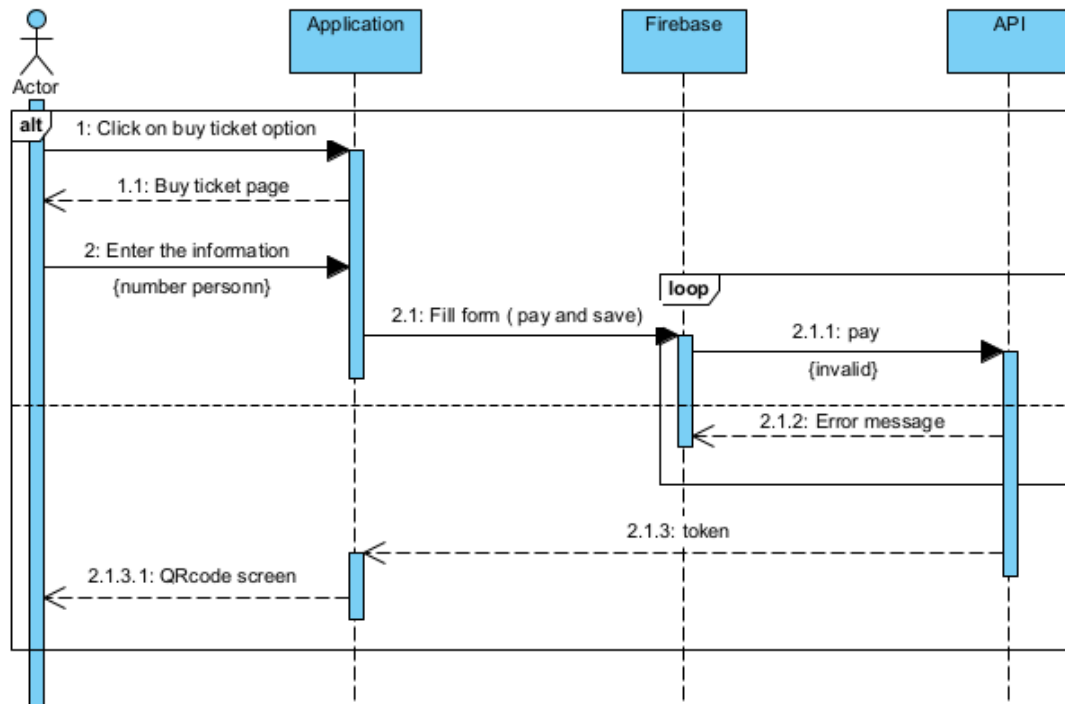 Application
Firebase
API
Actor
alt
1: Click on buy ticket option
1.1: Buy ticket page
2: Enter the information
{number personn}
loop
2.1: Fill form ( pay and save)
2.1.1: pay
{invalid}
2.1.2: Error message
2.1.3: token
2.1.3.1: QRcode screen